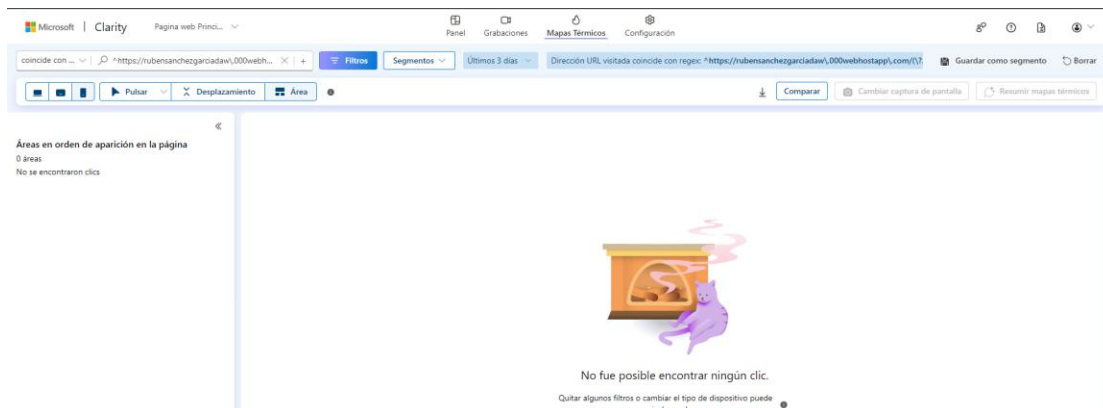 Microsoft | Clarity Pagina web Princi... Panel Grabaciones Mapas Térmicos Configuración
coincide con ... ^https://rubensanchezgarciadaw\.000webh... Filtros Segmentos Últimos 3 días Dirección URL visitada coincide con regex: ^https://rubensanchezgarciadaw\.000webhostapp\.com/(\?. Guardar como segmento Borrar
Pulsar Desplazamiento Área Comparar Cambiar captura de pantalla Resumir mapas térmicos
Áreas en orden de aparición en la página
0 áreas
No se encontraron clics
No fue posible encontrar ningún clic.
Quitar algunos filtros o cambiar el tipo de dispositivo puede